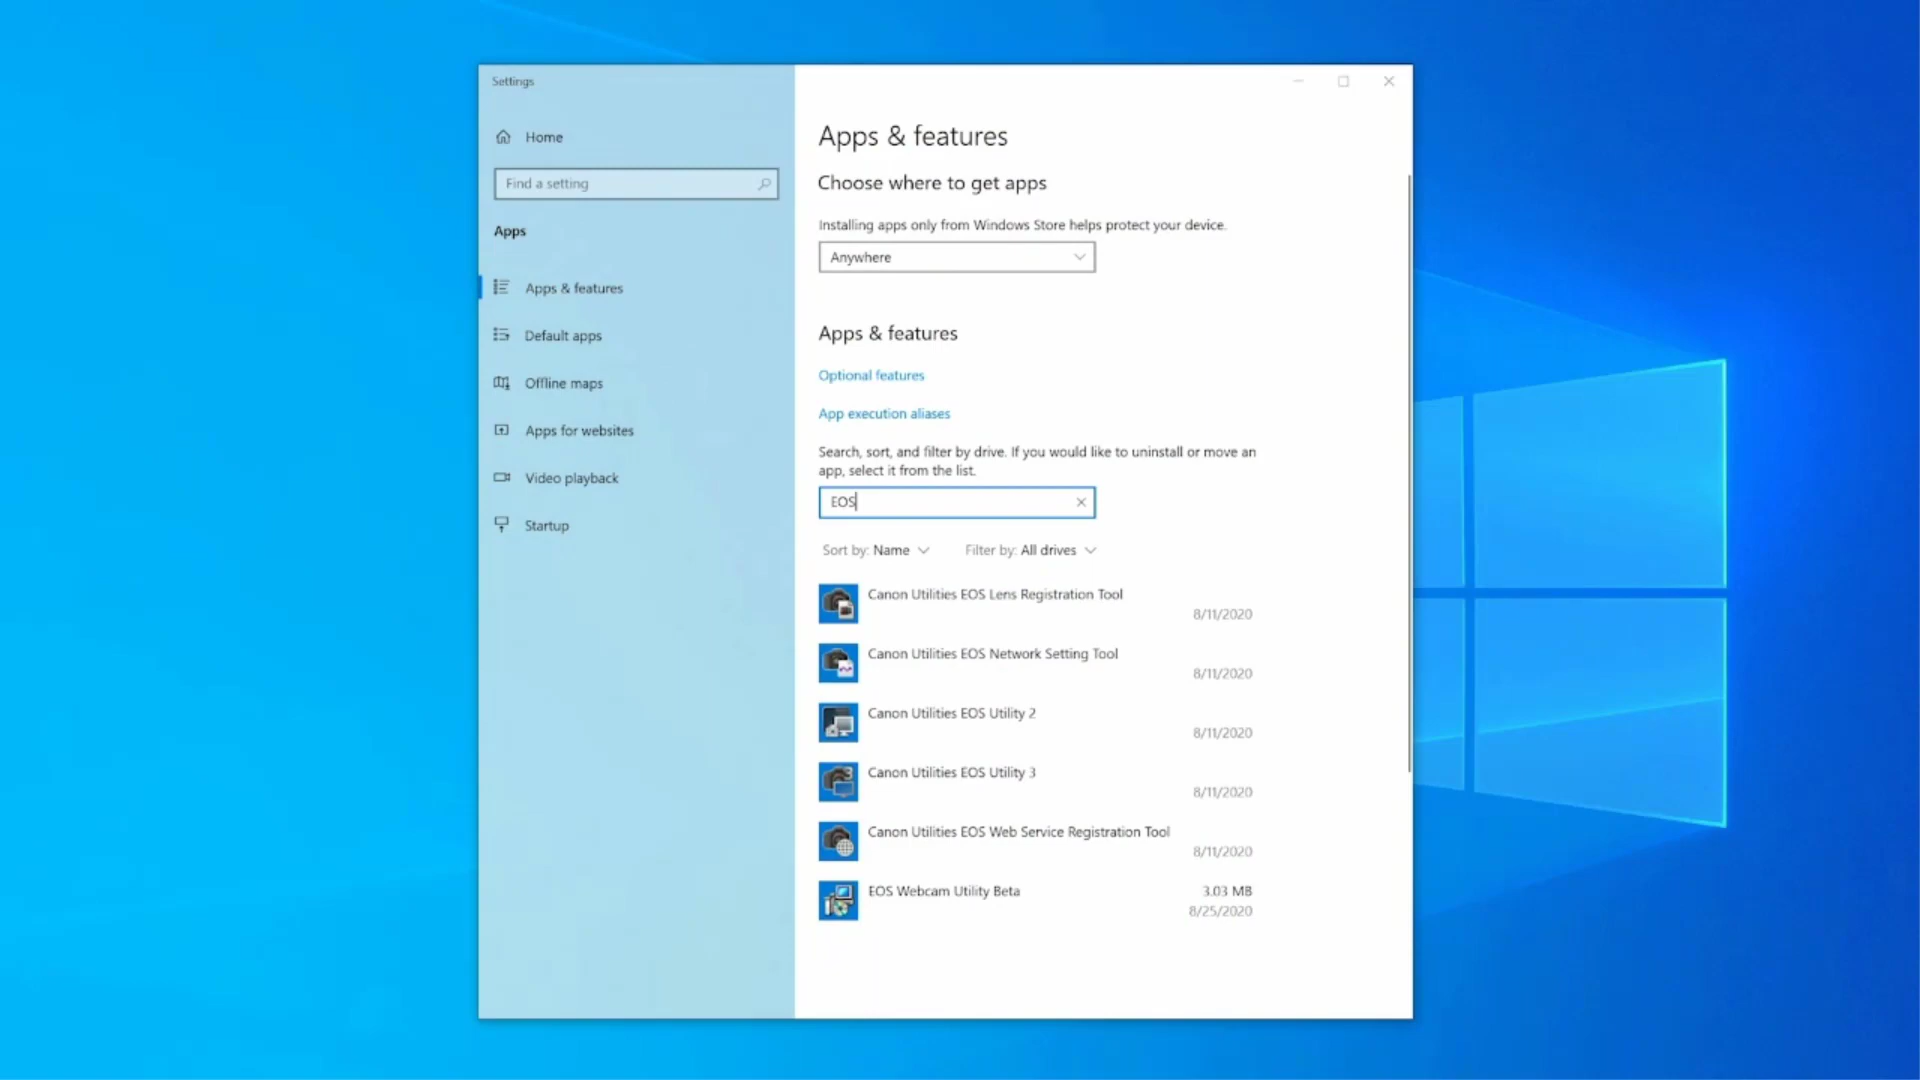 Settings
Home
Find a setting
Apps
Apps & features
Default apps
Offline maps
Apps for websites
Video playback
Startup
Apps & features
Choose where to get apps
Installing apps only from Windows Store helps protect your device.
Anywhere
Apps & features
Optional features
App execution aliases
Search, sort, and filter by drive. If you would like to uninstall or move an
app, select it from the list.
EOS
Sort by: Name
Filter by: All drives
Canon Utilities EOS Lens Registration Tool
8/11/2020
Canon Utilities EOS Network Setting Tool
8/11/2020
Canon Utilities EOS Utility 2
8/11/2020
Canon Utilities EOS Utility 3
8/11/2020
Canon Utilities EOS Web Service Registration Tool
8/11/2020
EOS Webcam Utility Beta
3.03 MB
8/25/2020